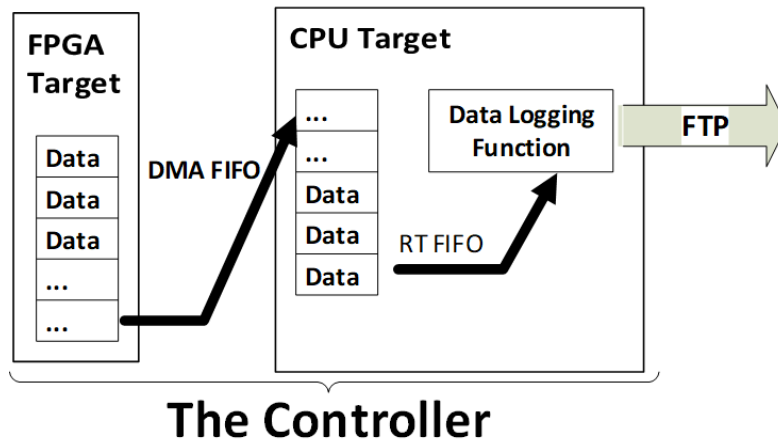 FPGA
Target
Data
Data
Data
...
...
DMA FIFO
CPU Target
...
...
Data
Data
Data
RT FIFO
Data Logging
Function
FTP
The Controller